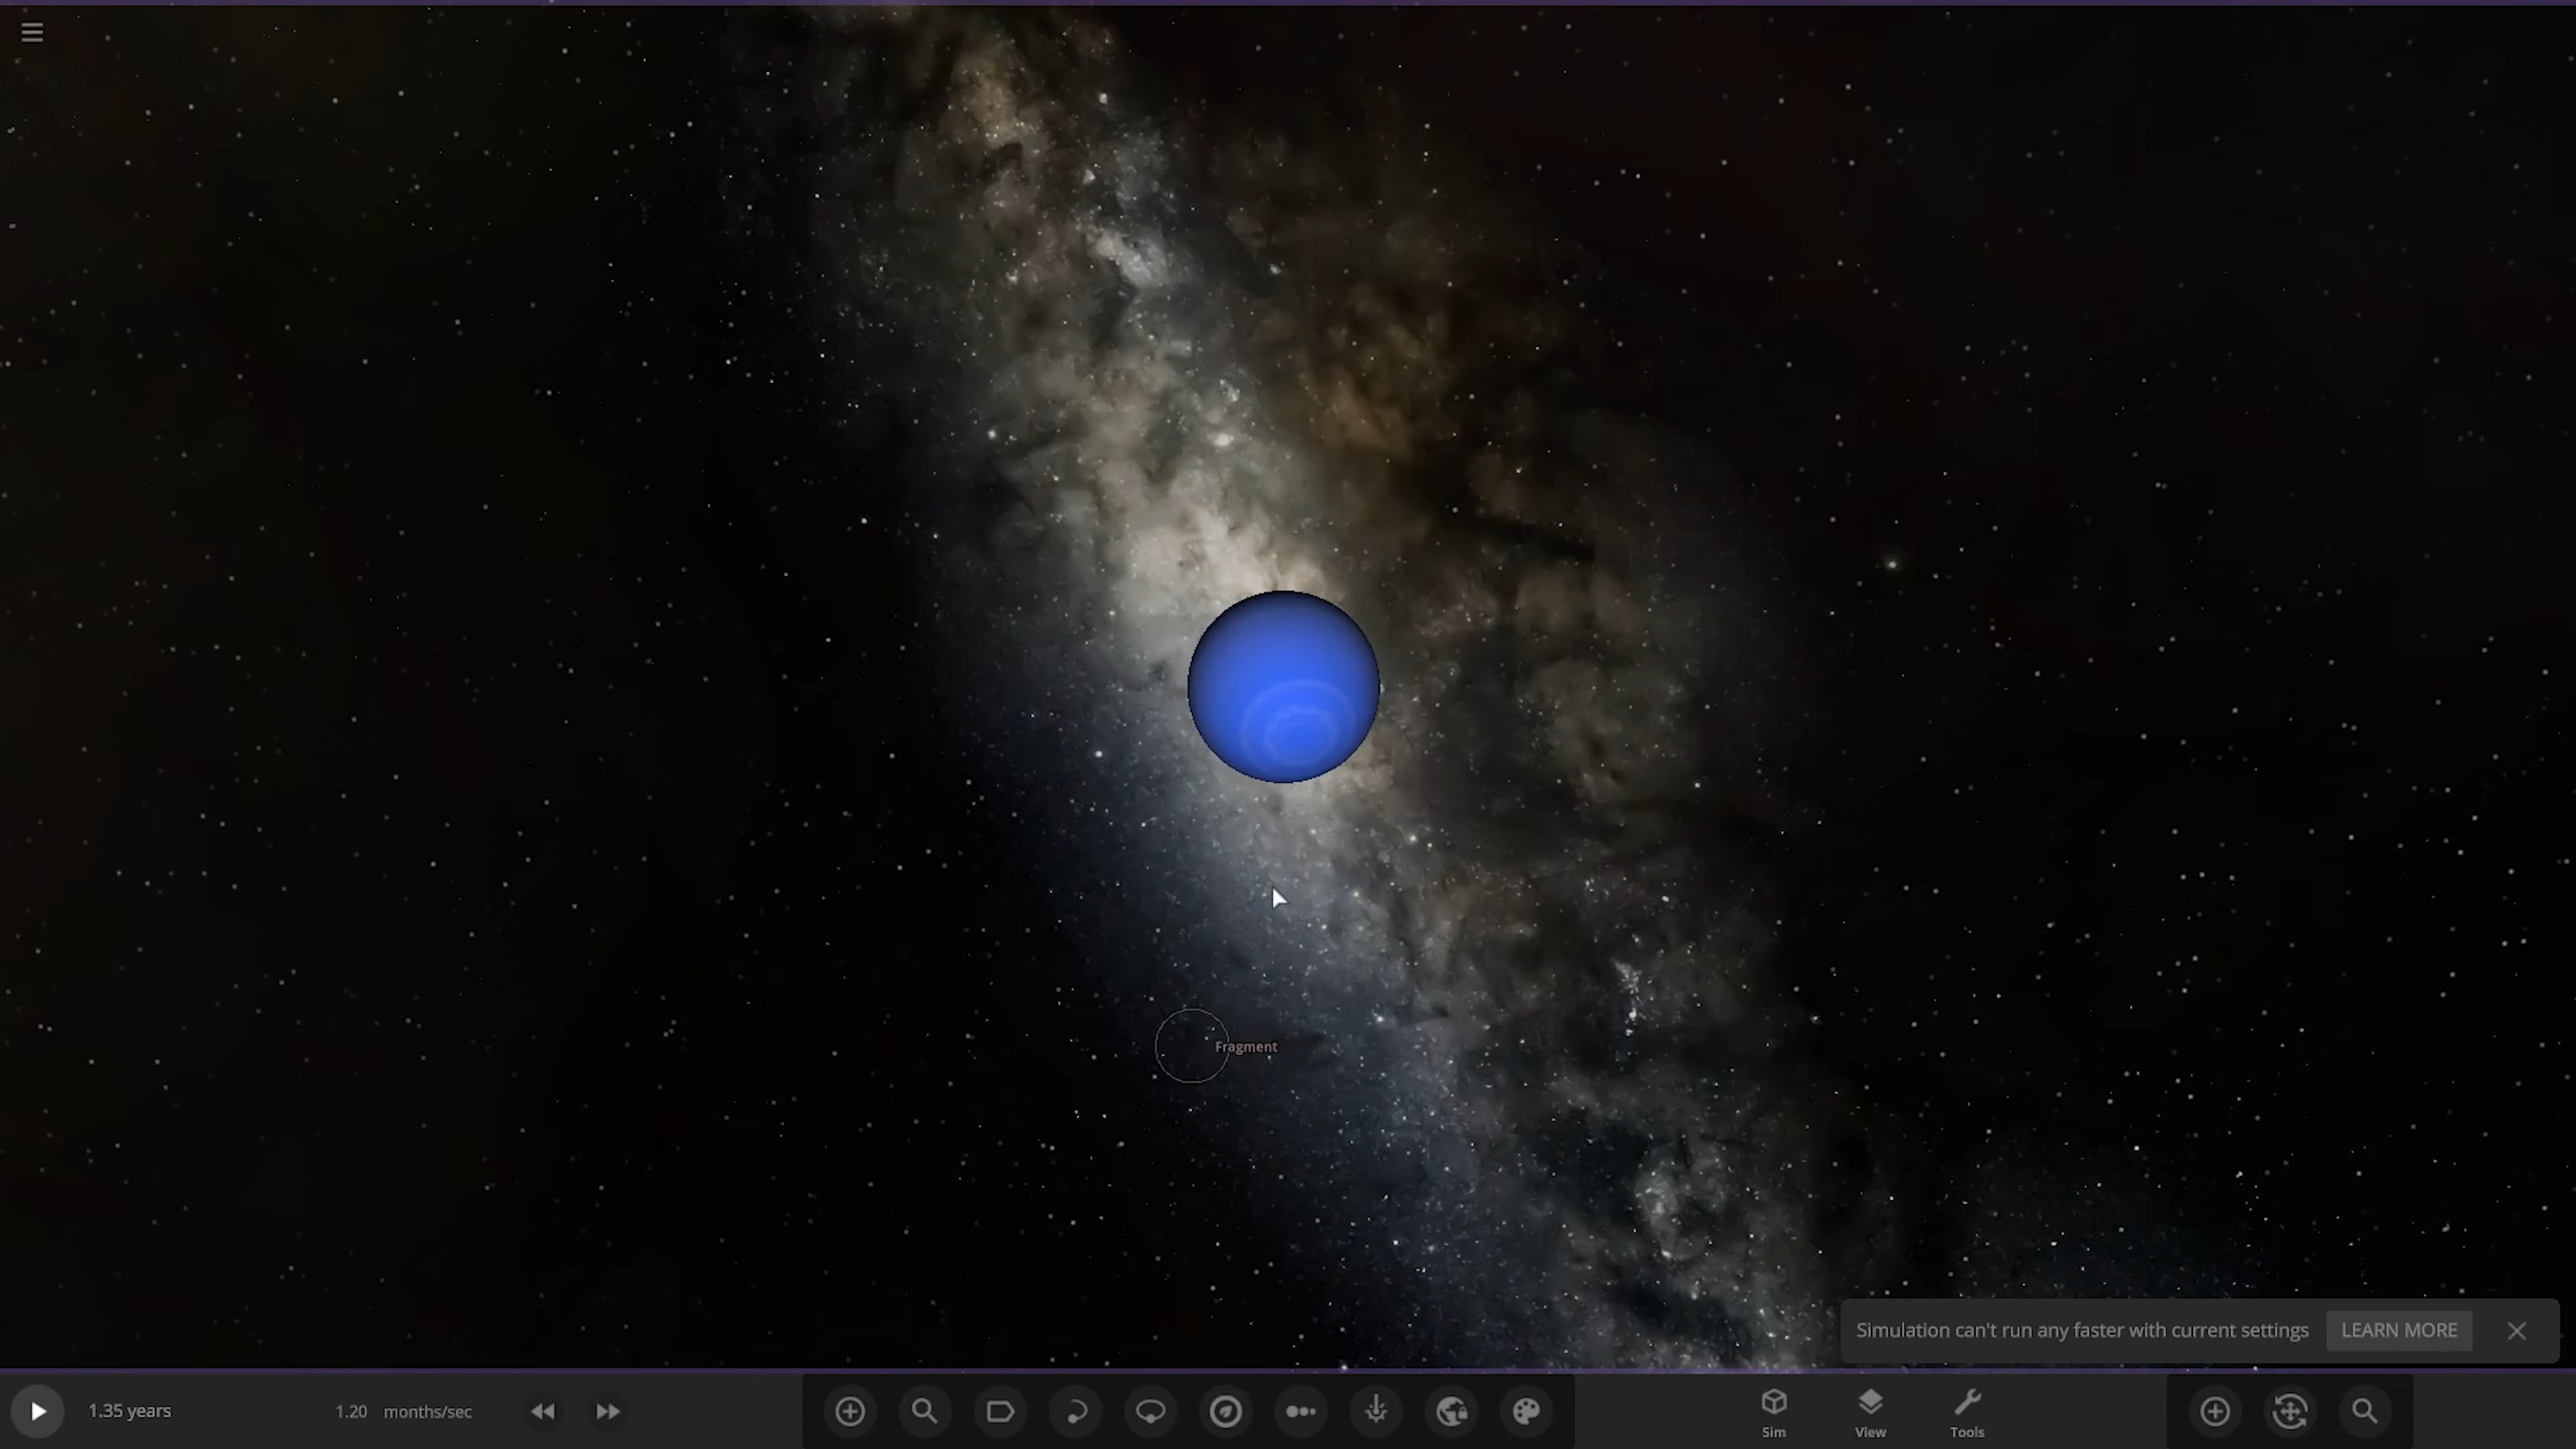 Fragment
Simulation can't run any faster with current settings LEARN MORE
1.35 years 1.20 months/sec
Sim View Tools